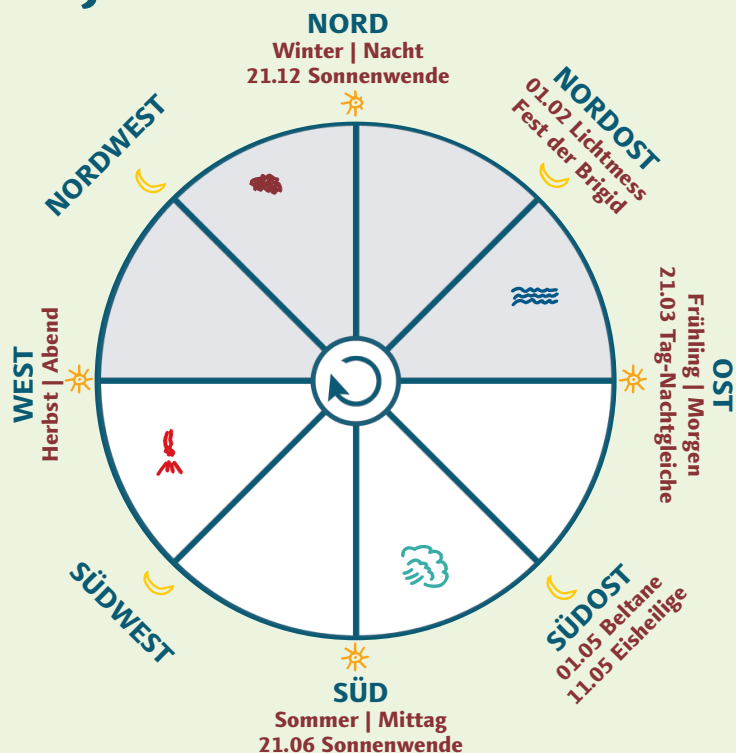 NORD
Winter | Nacht
21.12 Sonnenwende
NORDOST
01.02 Lichtmess
Fest der Brigid
OST
Frühling | Morgen
21.03 Tag-Nachtgleiche
SÜDOST
01.05 Beltane
11.05 Eisheilige
SÜD
Sommer | Mittag
21.06 Sonnenwende
SÜDWEST
WEST
Herbst | Abend
NORDWEST